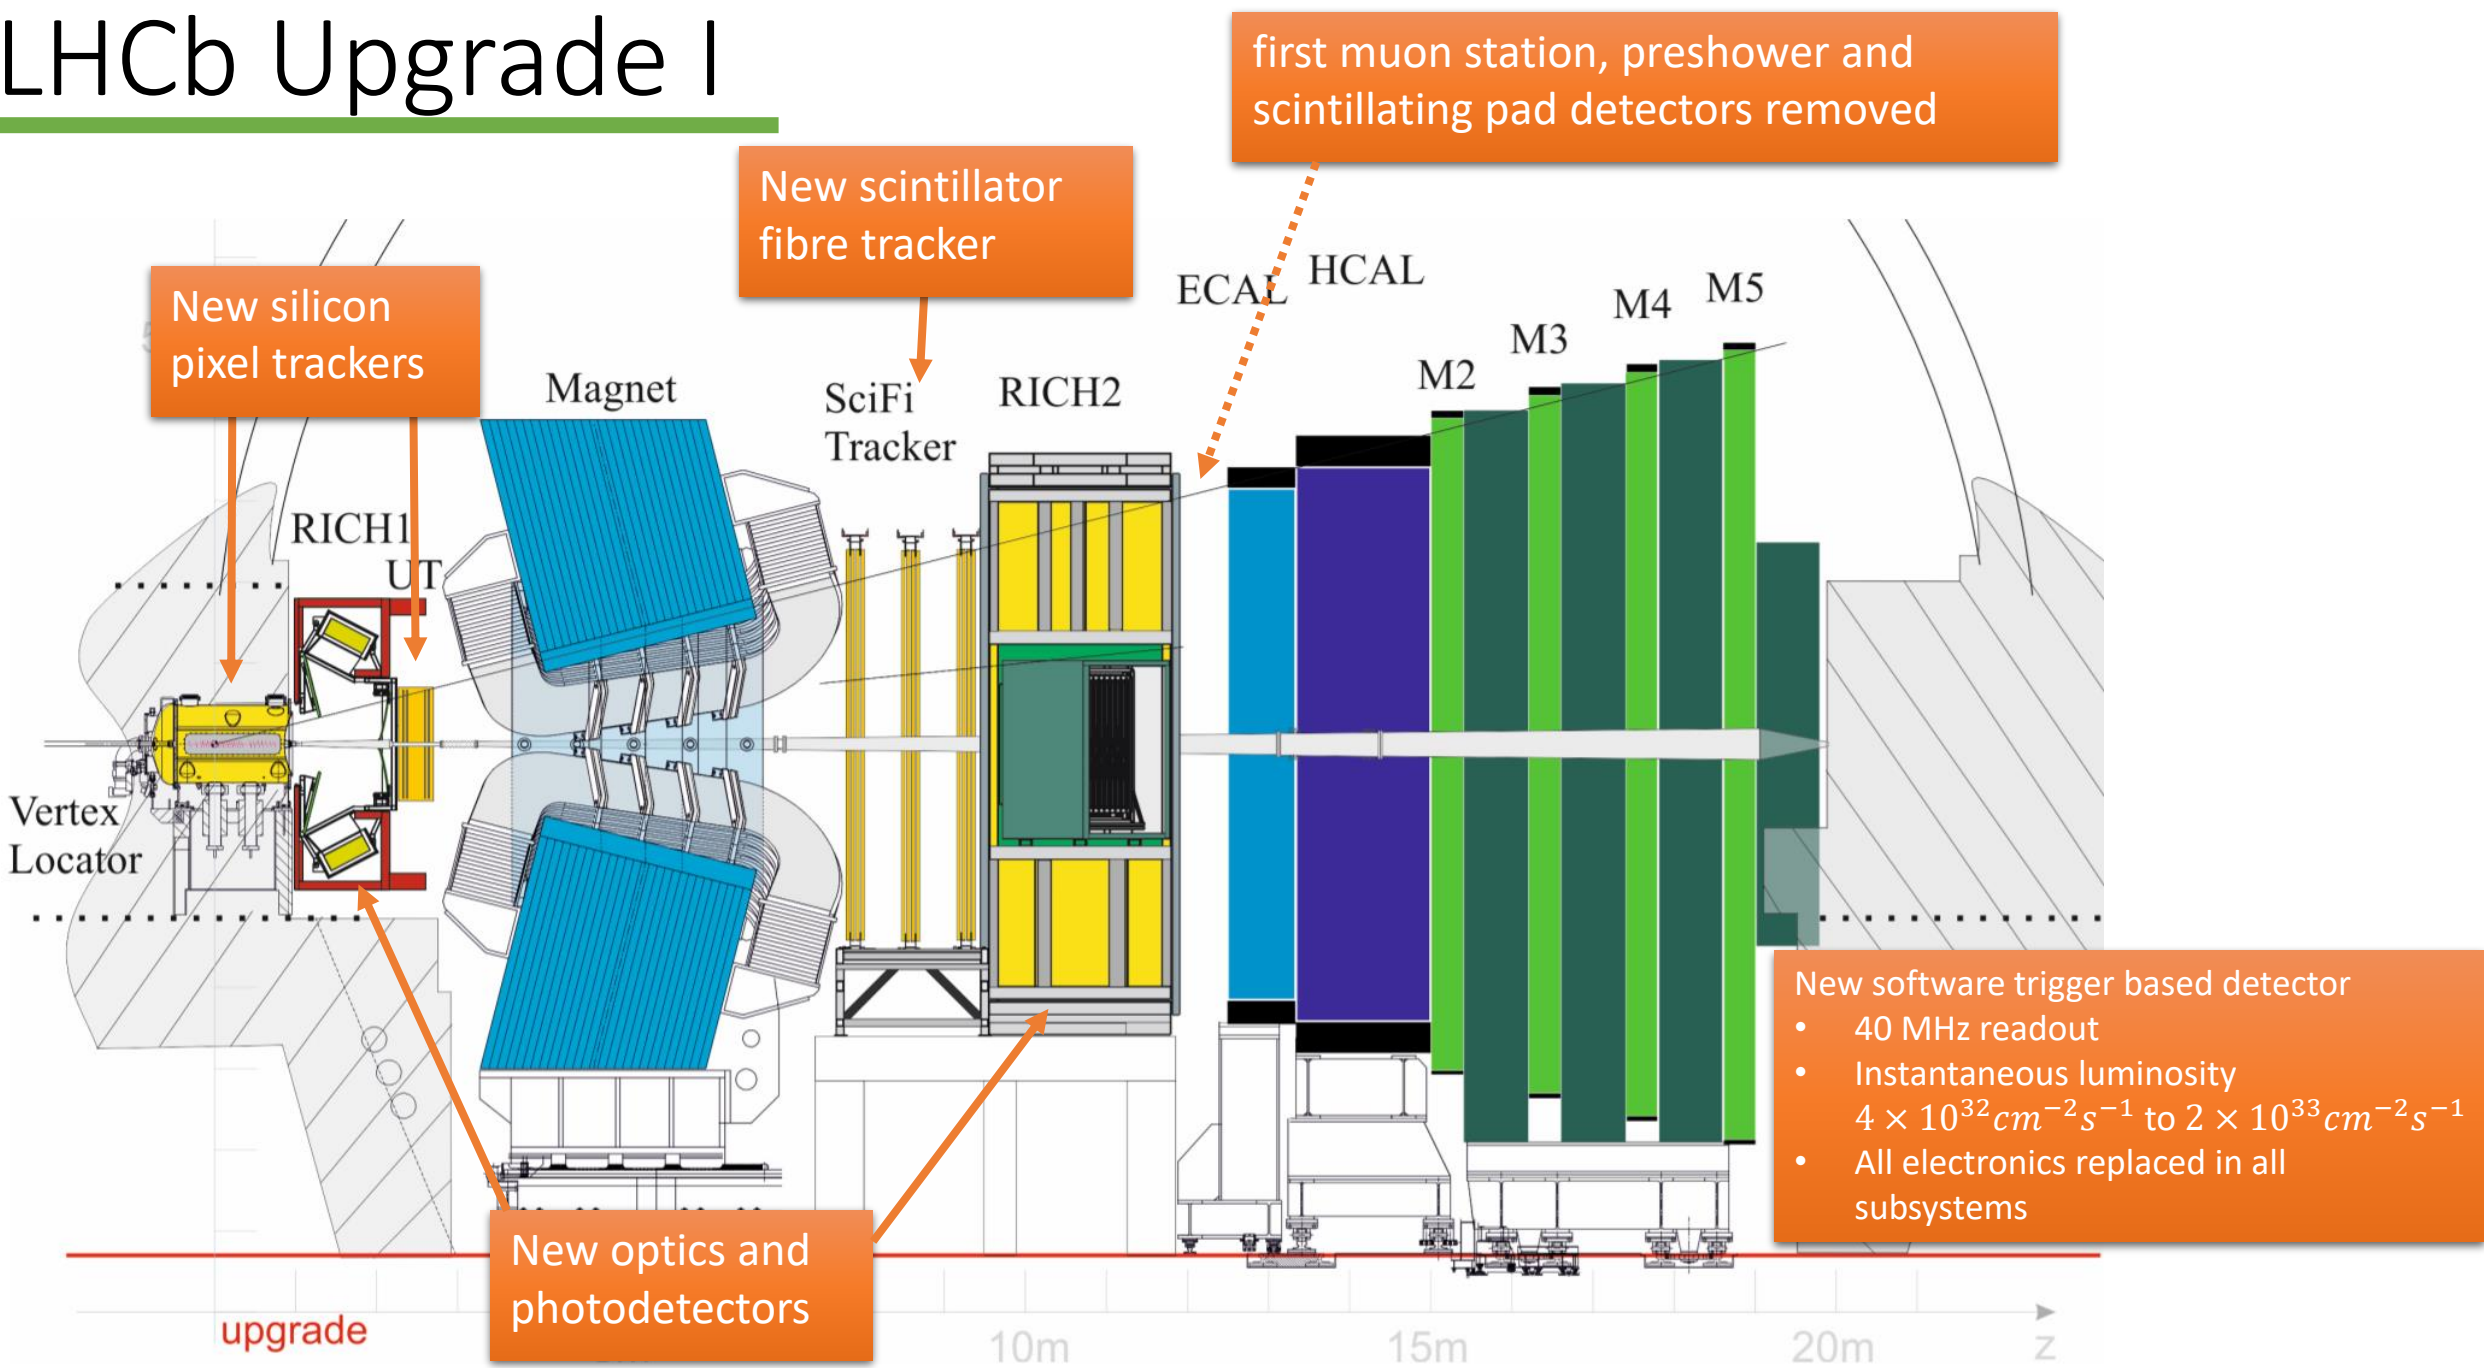 LHCb Upgrade I
first muon station, preshower and
scintillating pad detectors removed
New scintillator
fibre tracker
New silicon
pixel trackers
ECAL
HCAL
M5
M4
M3
M2
Magnet
SciFi
Tracker
RICH2
RICH1
UT
Vertex
Locator
New software trigger based detector
• 40 MHz readout
• Instantaneous luminosity
4 × 10³²cm⁻²s⁻¹ to 2 × 10³³cm⁻²s⁻¹
• All electronics replaced in all
subsystems
New optics and
photodetectors
upgrade
10m
15m
20m
z